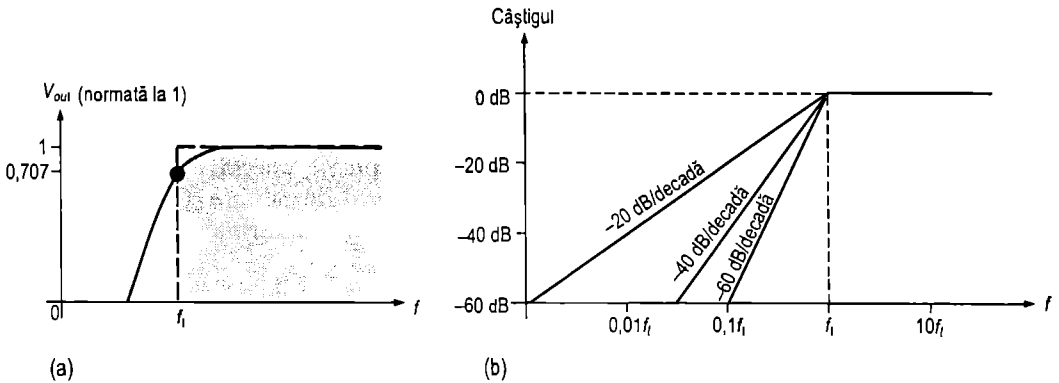 Câştigul
V_out (normată la 1)
1
0,707
0
f_l
f
(a)
0 dB
−20 dB
−40 dB
−60 dB
−20 dB/decadă
−40 dB/decadă
−60 dB/decadă
0,01f_l
0,1f_l
f_l
10f_l
f
(b)